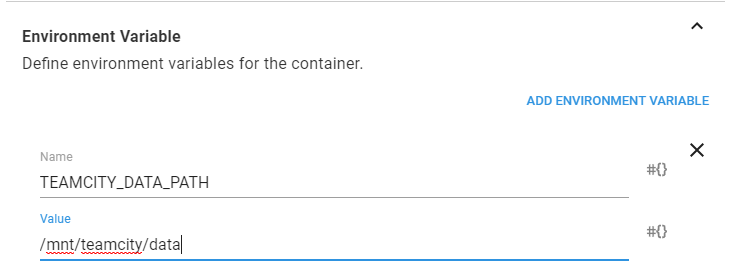 Environment Variable
Define environment variables for the container.
ADD ENVIRONMENT VARIABLE
Name
TEAMCITY_DATA_PATH
#{}
Value
/mnt/teamcity/data
#{}